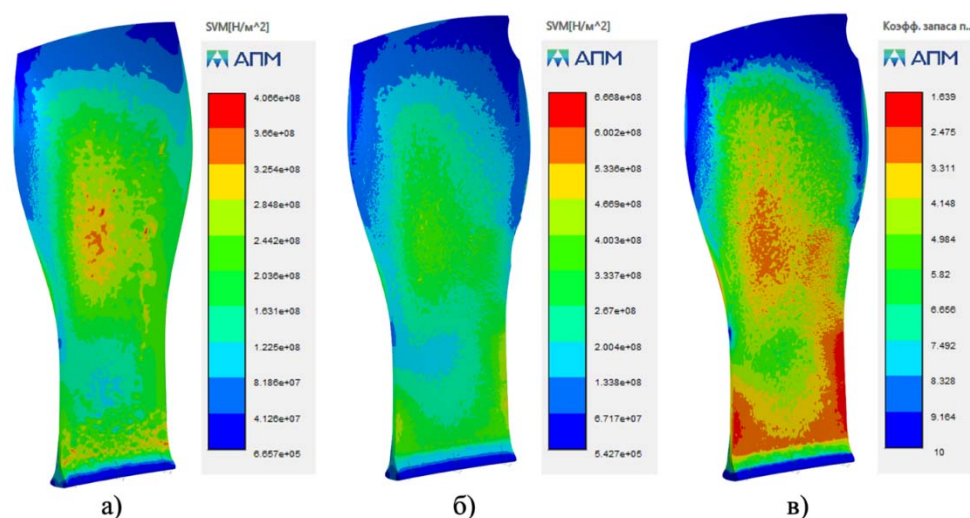 SVM[Н/м^2]
АПМ
4.066e+08
3.66e+08
3.254e+08
2.848e+08
2.442e+08
2.036e+08
1.631e+08
1.225e+08
8.186e+07
4.126e+07
6.657e+05
а)
SVM[Н/м^2]
АПМ
6.668e+08
6.002e+08
5.336e+08
4.669e+08
4.003e+08
3.337e+08
2.67e+08
2.004e+08
1.338e+08
6.717e+07
5.427e+05
б)
Коэфф. запаса п..
АПМ
1.639
2.475
3.311
4.148
4.984
5.82
6.656
7.492
8.328
9.164
10
в)